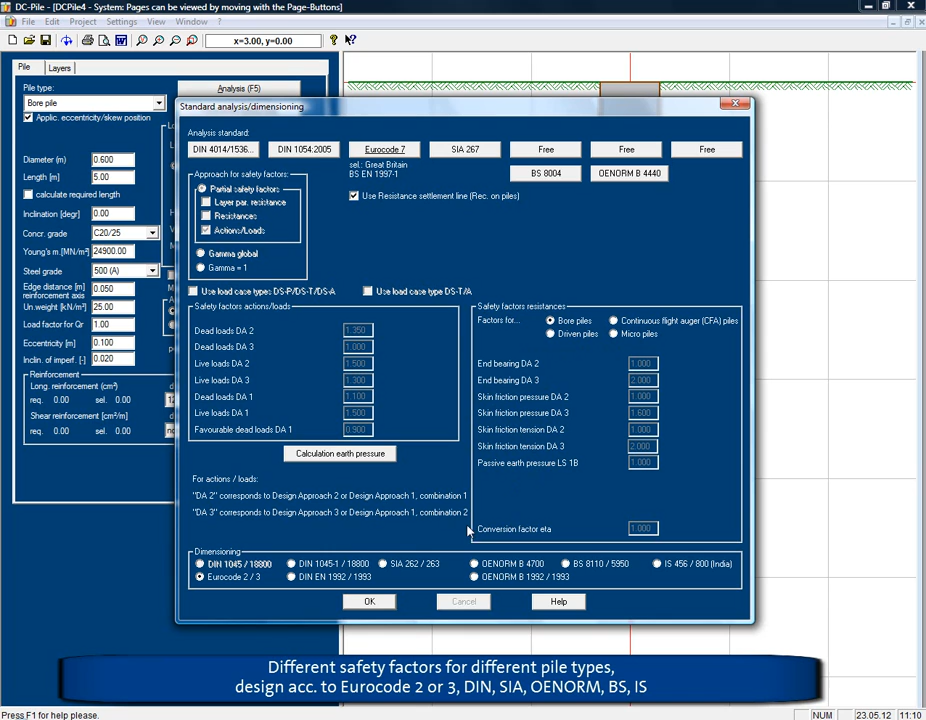 DC-Pile - [DCPile4 - System: Pages can be viewed by moving with the Page-Buttons]
File Edit Project Settings View Window ?
x=3.00, y=0.00
Pile Layers
Pile type:
Bore pile
Analysis (F5)
Applic. eccentricity/skew position
Diameter (m) 0.600
Length [m] 5.00
calculate required length
Inclination [degr] 0.00
Concr. grade C20/25
Young's m.[MN/m²] 24900.00
Steel grade 500 (A)
Edge distance [m] 0.050
reinforcement axis
Un.weight [kN/m³] 25.00
Load factor for Qr 1.00
Eccentricity [m] 0.100
Inclin. of imperf. [-] 0.020
Reinforcement
Long. reinforcement (cm²)
req. 0.00 sel. 0.00
Shear reinforcement [cm²/m]
req. 0.00 sel. 0.00
Standard analysis/dimensioning
Analysis standard:
DIN 4014/1536... DIN 1054:2005 Eurocode 7 SIA 267 Free Free Free
sel.: Great Britain
BS EN 1997-1
BS 8004 OENORM B 4440
Approach for safety factors:
Partial safety factors
Layer par. resistance
Resistances
Actions/Loads
Gamma global
Gamma = 1
Use Resistance settlement line (Rec. on piles)
Use load case types DS-P/DS-T/DS-A Use load case type DS-T/A
Safety factors actions/loads
Dead loads DA 2 1.350
Dead loads DA 3 1.000
Live loads DA 2 1.500
Live loads DA 3 1.300
Dead loads DA 1 1.100
Live loads DA 1 1.500
Favourable dead loads DA 1 0.900
Calculation earth pressure
For actions / loads:
"DA 2" corresponds to Design Approach 2 or Design Approach 1, combination 1
"DA 3" corresponds to Design Approach 3 or Design Approach 1, combination 2
Safety factors resistances
Factors for... Bore piles Continuous flight auger (CFA) piles
Driven piles Micro piles
End bearing DA 2 1.000
End bearing DA 3 2.000
Skin friction pressure DA 2 1.000
Skin friction pressure DA 3 1.600
Skin friction tension DA 2 1.000
Skin friction tension DA 3 2.000
Passive earth pressure LS 1B 1.000
Conversion factor eta 1.000
Dimensioning
DIN 1045 / 18800 DIN 1045-1 / 18800 SIA 262 / 263 OENORM B 4700 BS 8110 / 5950 IS 456 / 800 (India)
Eurocode 2 / 3 DIN EN 1992 / 1993 OENORM B 1992 / 1993
OK Cancel Help
Different safety factors for different pile types,
design acc. to Eurocode 2 or 3, DIN, SIA, OENORM, BS, IS
Press F1 for help please. NUM 23.05.12 11:10